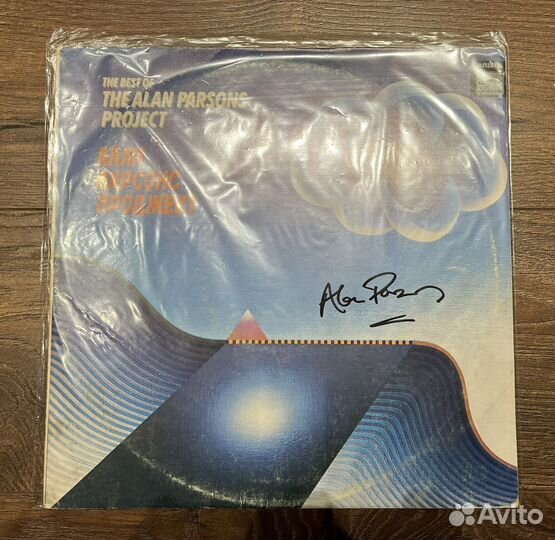 THE BEST OF
THE ALAN PARSONS
PROJECT
АЛАН
ПАРСОНС
ПРОДЖЕКТ
Alan Parsons
Avito